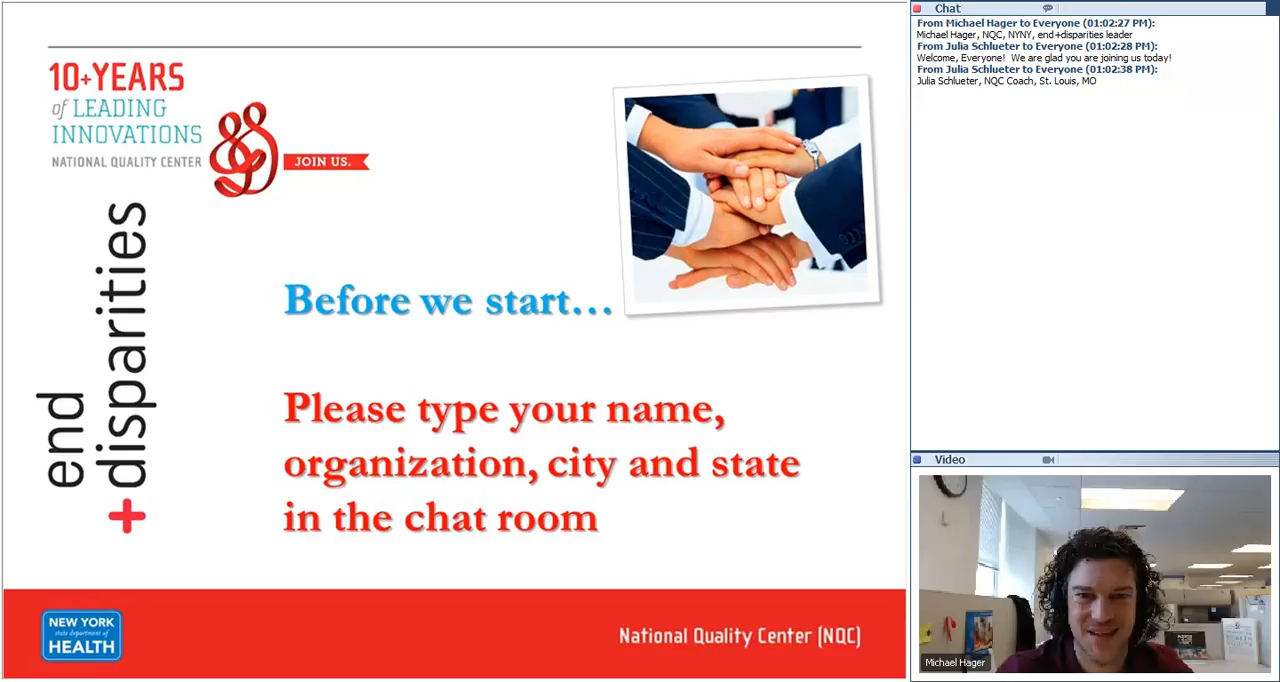 10+YEARS
of LEADING
INNOVATIONS
NATIONAL QUALITY CENTER
JOIN US.
end
+disparities
Before we start...
Please type your name,
organization, city and state
in the chat room
NEW YORK
state department of
HEALTH
National Quality Center (NQC)
Chat
From Michael Hager to Everyone (01:02:27 PM):
Michael Hager, NQC, NYNY, end+disparities leader
From Julia Schlueter to Everyone (01:02:28 PM):
Welcome, Everyone!  We are glad you are joining us today!
From Julia Schlueter to Everyone (01:02:38 PM):
Julia Schlueter, NQC Coach, St. Louis, MO
Video
Michael Hager